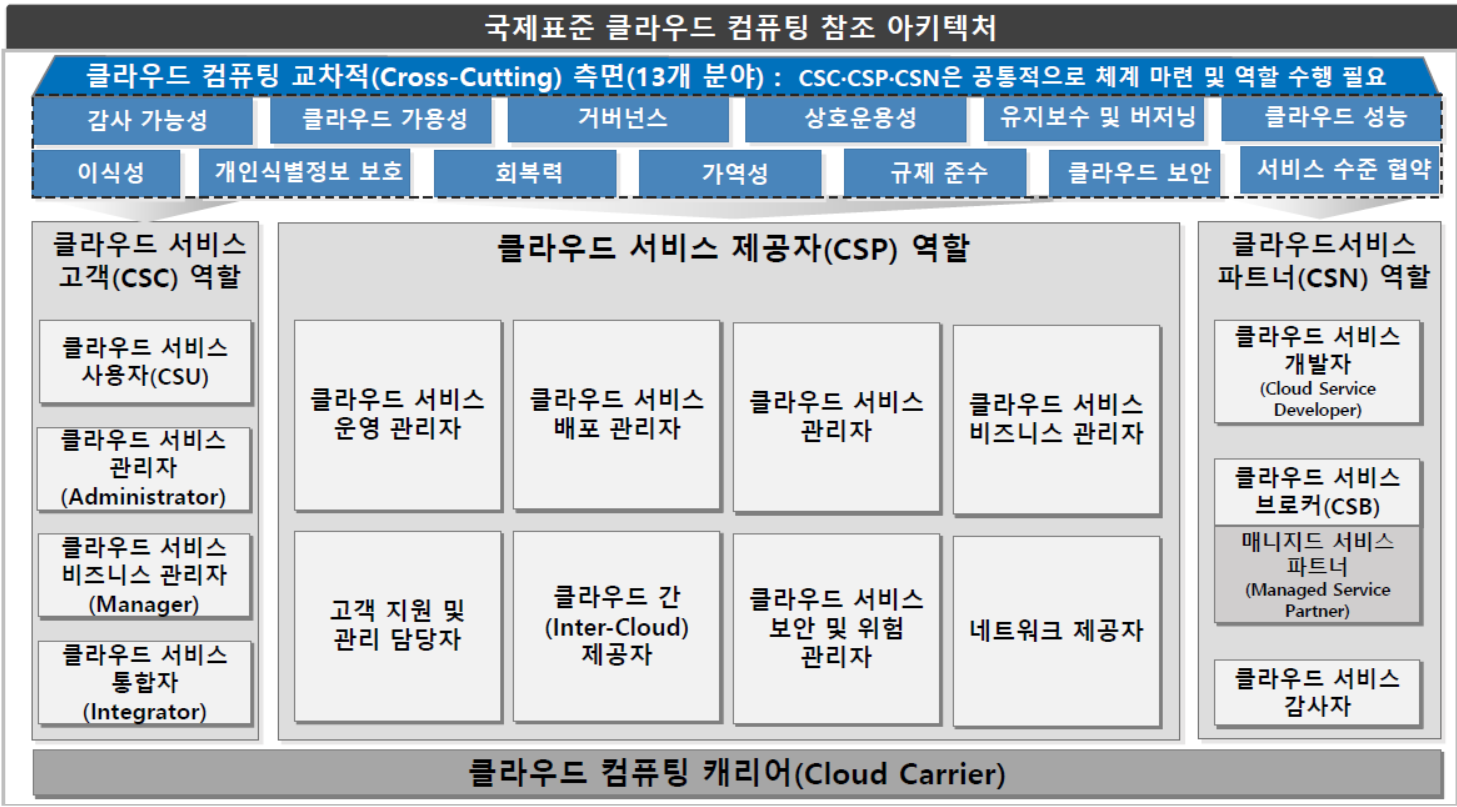 국제표준 클라우드 컴퓨팅 참조 아키텍처
클라우드 컴퓨팅 교차적(Cross-Cutting) 측면(13개 분야) : CSC·CSP·CSN은 공통적으로 체계 마련 및 역할 수행 필요
감사 가능성
클라우드 가용성
거버넌스
상호운용성
유지보수 및 버저닝
클라우드 성능
이식성
개인식별정보 보호
회복력
가역성
규제 준수
클라우드 보안
서비스 수준 협약
클라우드 서비스
고객(CSC) 역할
클라우드 서비스
사용자(CSU)
클라우드 서비스
관리자
(Administrator)
클라우드 서비스
비즈니스 관리자
(Manager)
클라우드 서비스
통합자
(Integrator)
클라우드 서비스 제공자(CSP) 역할
클라우드 서비스
운영 관리자
클라우드 서비스
배포 관리자
클라우드 서비스
관리자
클라우드 서비스
비즈니스 관리자
고객 지원 및
관리 담당자
클라우드 간
(Inter-Cloud)
제공자
클라우드 서비스
보안 및 위험
관리자
네트워크 제공자
클라우드서비스
파트너(CSN) 역할
클라우드 서비스
개발자
(Cloud Service
Developer)
클라우드 서비스
브로커(CSB)
매니지드 서비스
파트너
(Managed Service
Partner)
클라우드 서비스
감사자
클라우드 컴퓨팅 캐리어(Cloud Carrier)